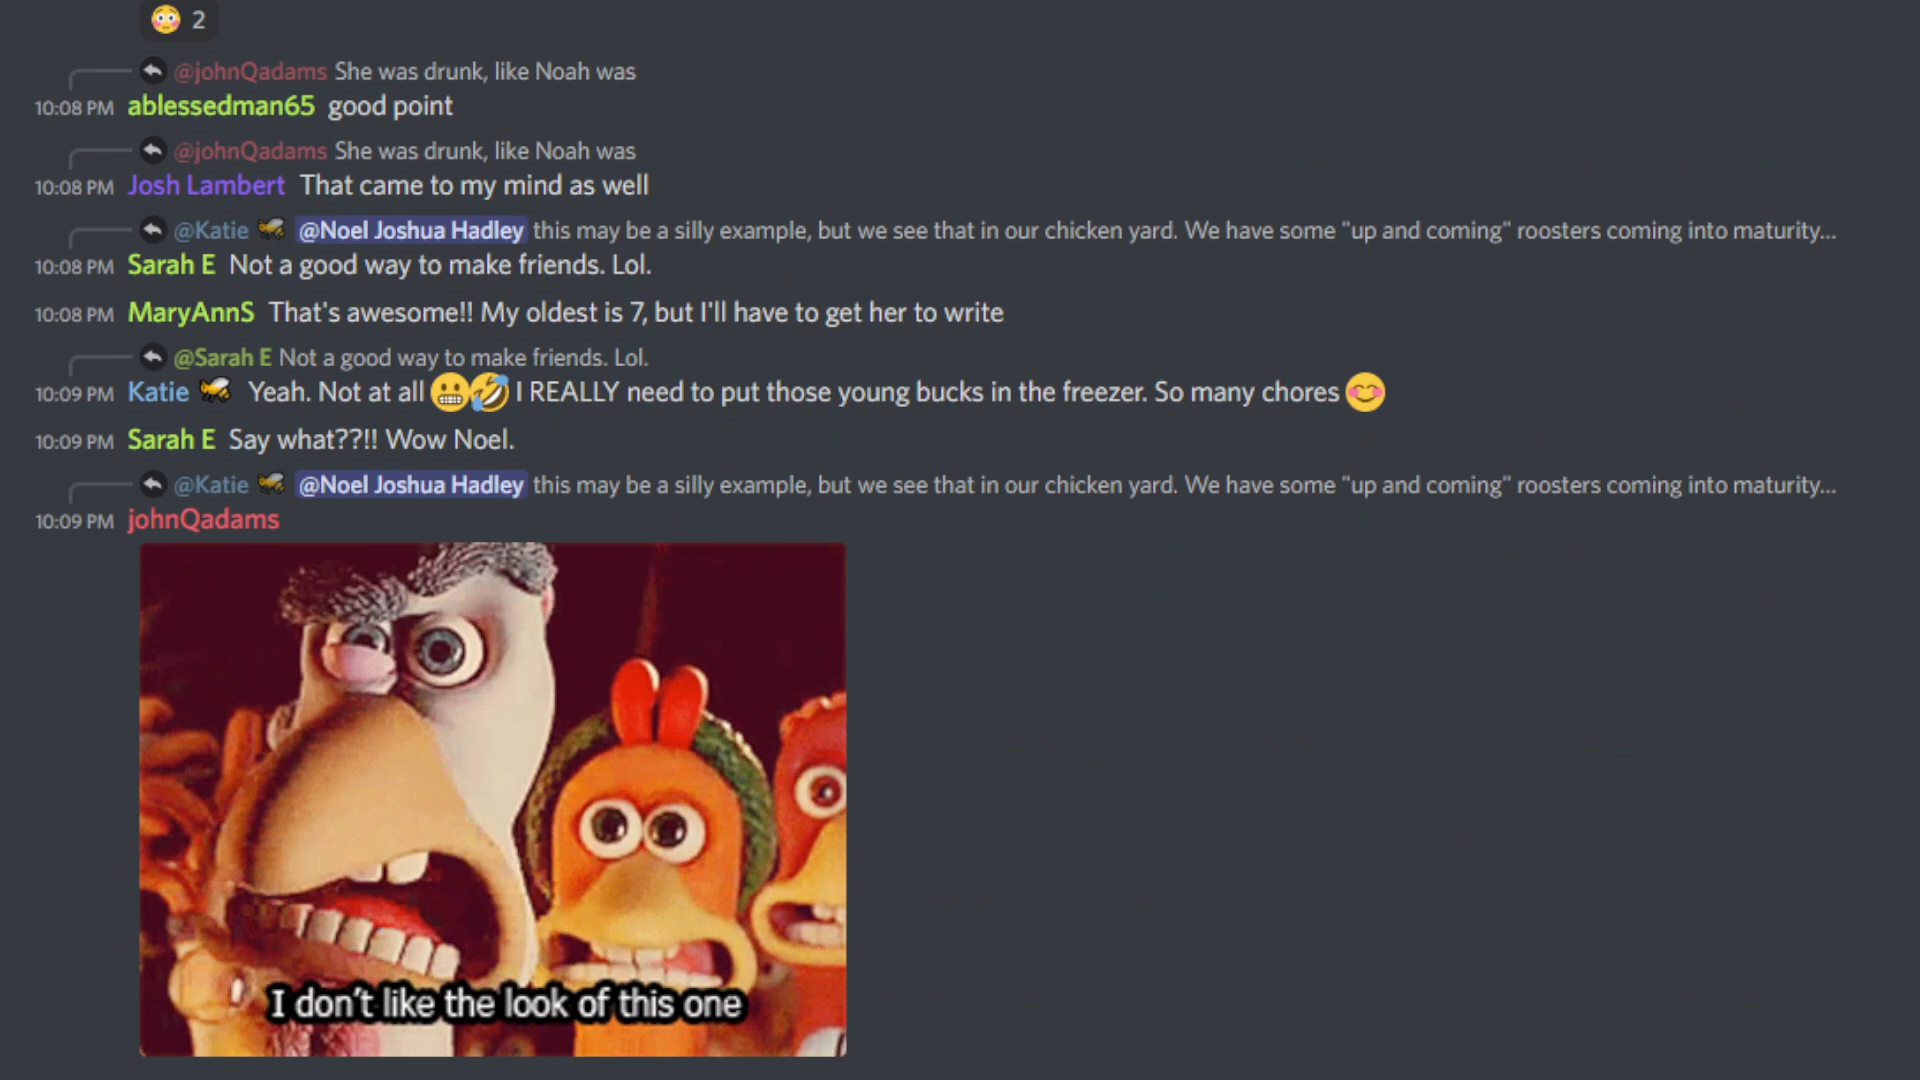 2
@johnQadams She was drunk, like Noah was
10:08 PM ablessedman65 good point
@johnQadams She was drunk, like Noah was
10:08 PM Josh Lambert That came to my mind as well
@Katie @Noel Joshua Hadley this may be a silly example, but we see that in our chicken yard. We have some "up and coming" roosters coming into maturity...
10:08 PM Sarah E Not a good way to make friends. Lol.
10:08 PM MaryAnnS That's awesome!! My oldest is 7, but I'll have to get her to write
@Sarah E Not a good way to make friends. Lol.
10:09 PM Katie Yeah. Not at all 😬🤣 I REALLY need to put those young bucks in the freezer. So many chores 😊
10:09 PM Sarah E Say what??!! Wow Noel.
@Katie @Noel Joshua Hadley this may be a silly example, but we see that in our chicken yard. We have some "up and coming" roosters coming into maturity...
10:09 PM johnQadams
I don't like the look of this one